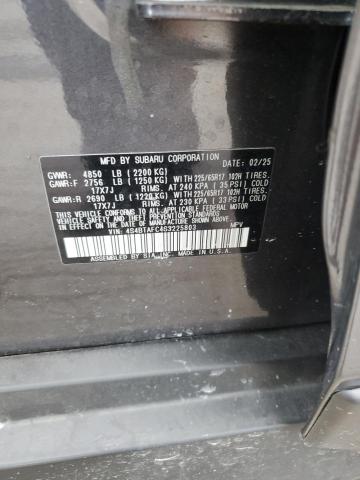 MFD BY SUBARU CORPORATION DATE: 02/25
GVWR: 4850 LB (2200 KG)
GAWR:F 2756 LB (1250 KG) WITH 225/65R17 102H TIRES.
17X7J RIMS. AT 240 KPA (35 PSI) COLD
GAWR:R 2690 LB (1220 KG) WITH 225/65R17 102H TIRES.
17X7J RIMS. AT 230 KPA (33 PSI) COLD
THIS VEHICLE CONFORMS TO ALL APPLICABLE FEDERAL MOTOR
VEHICLE SAFETY STANDARDS IN EFFECT ON THE DATE OF
MANUFACTURE SHOWN ABOVE.
VIN: 4S4BTAFC4S3225803 MPV
ASSEMBLED BY SIA, INC. MADE IN U.S.A.